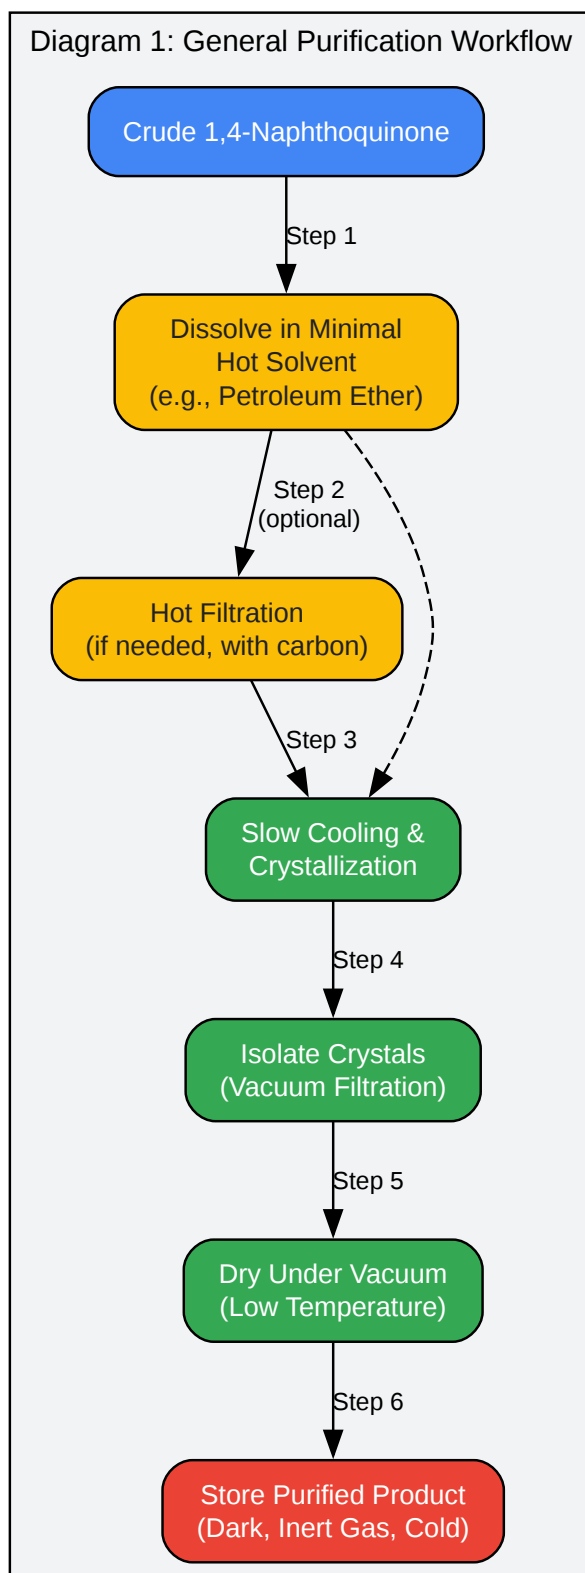 Diagram 1: General Purification Workflow
Crude 1,4-Naphthoquinone
Step 1
Dissolve in Minimal
Hot Solvent
(e.g., Petroleum Ether)
Step 2
(optional)
Hot Filtration
(if needed, with carbon)
Step 3
Slow Cooling &
Crystallization
Step 4
Isolate Crystals
(Vacuum Filtration)
Step 5
Dry Under Vacuum
(Low Temperature)
Step 6
Store Purified Product
(Dark, Inert Gas, Cold)